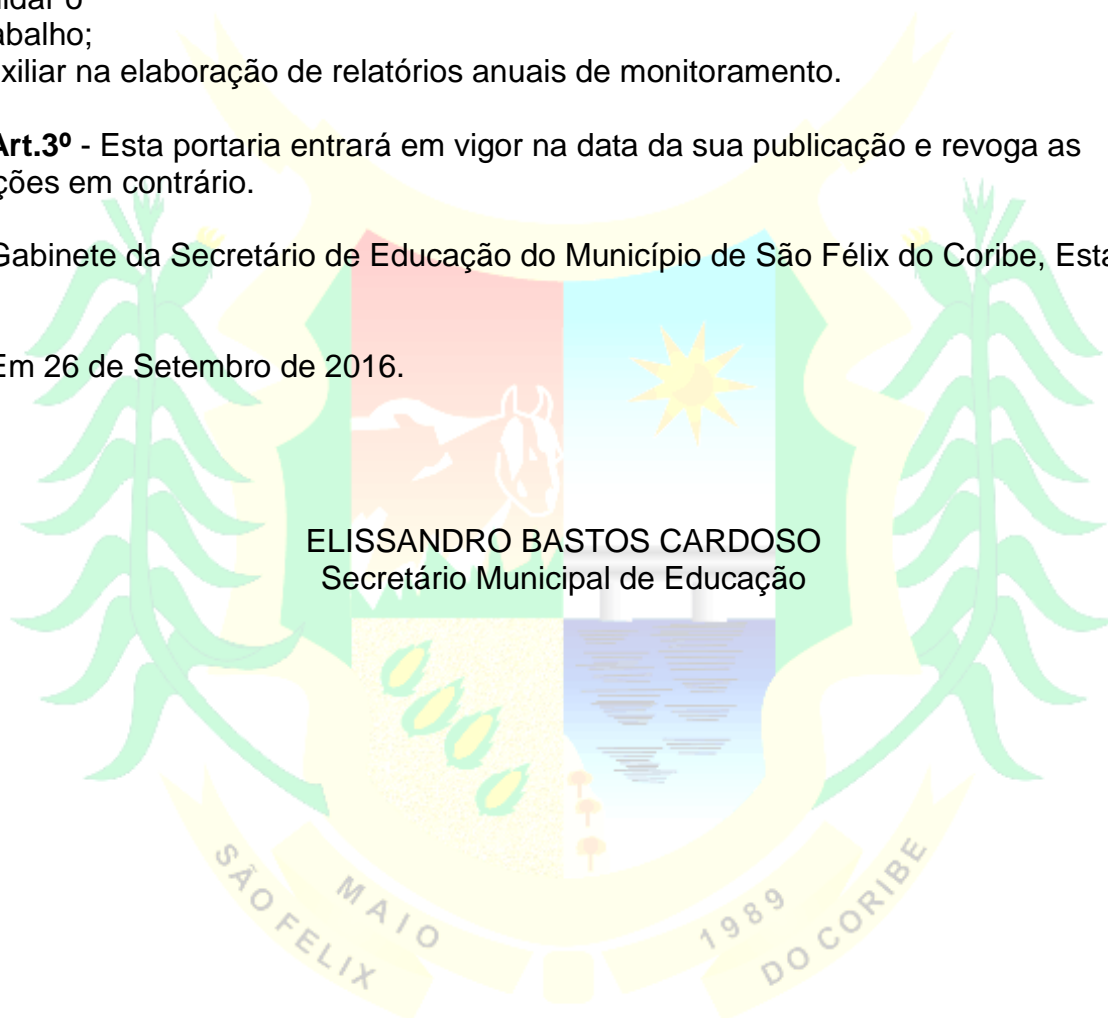 abalho;
xiliar na elaboração de relatórios anuais de monitoramento.
Art.3º - Esta portaria entrará em vigor na data da sua publicação e revoga as
ções em contrário.
Gabinete da Secretário de Educação do Município de São Félix do Coribe, Esta
Em 26 de Setembro de 2016.
ELISSANDRO BASTOS CARDOSO
Secretário Municipal de Educação
SÃO FELIX MAIO 1989 DO CORIBE